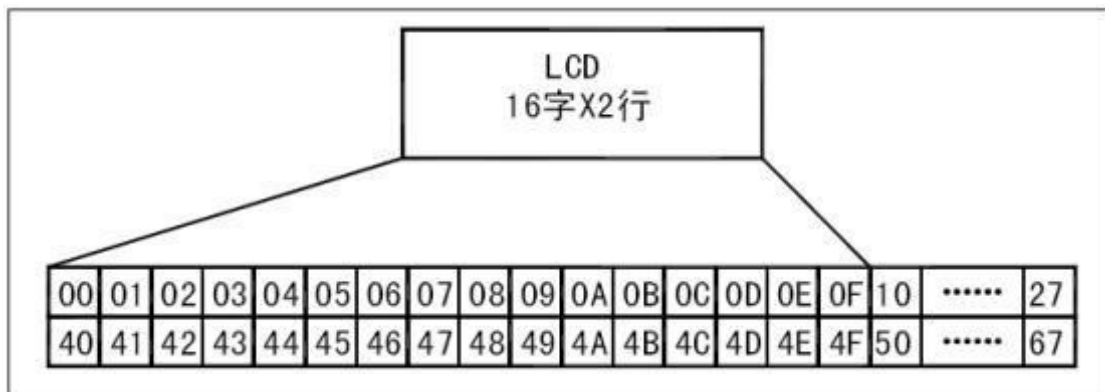 LCD
16字X2行
00 01 02 03 04 05 06 07 08 09 0A 0B 0C 0D 0E 0F 10 ······ 27
40 41 42 43 44 45 46 47 48 49 4A 4B 4C 4D 4E 4F 50 ······ 67